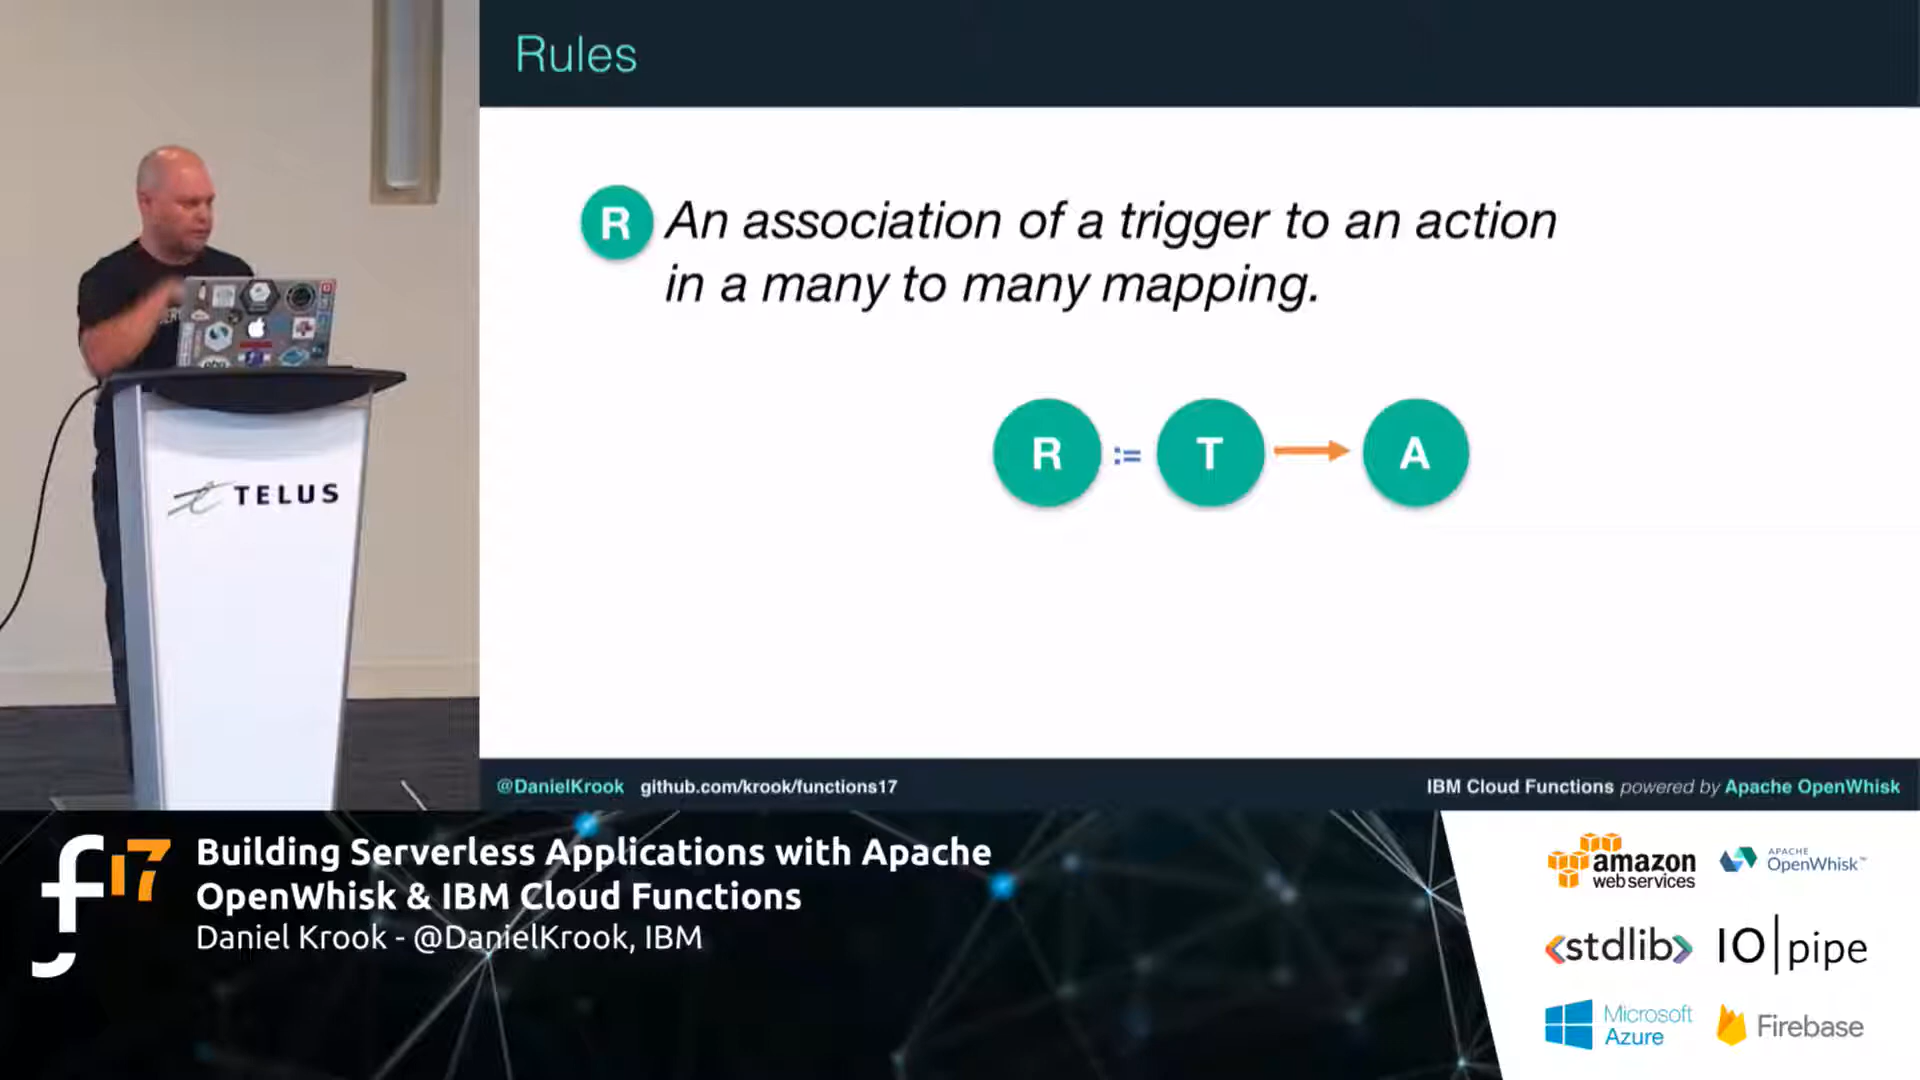 Rules
R An association of a trigger to an action
in a many to many mapping.
R := T A
TELUS
@DanielKrook github.com/krook/functions17
IBM Cloud Functions powered by Apache OpenWhisk
f17
Building Serverless Applications with Apache
OpenWhisk & IBM Cloud Functions
Daniel Krook - @DanielKrook, IBM
amazon
web services
APACHE
OpenWhisk™
<stdlib>
IO|pipe
Microsoft
Azure
Firebase